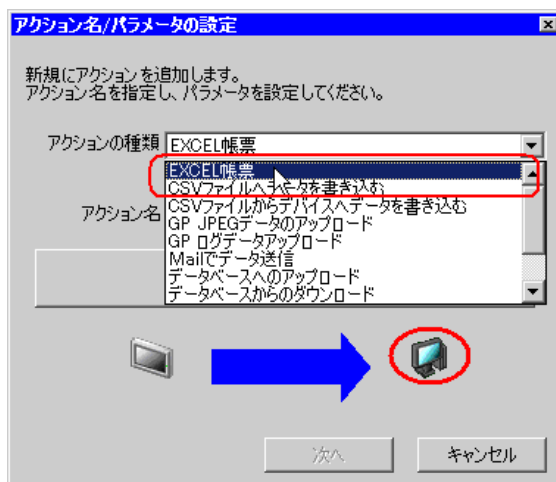 アクション名/パラメータの設定
新規にアクションを追加します。
アクション名を指定し、パラメータを設定してください。
アクションの種類 EXCEL帳票
EXCEL帳票
CSVファイルへデータを書き込む
アクション名 CSVファイルからデバイスへデータを書き込む
GP JPEGデータのアップロード
GP ログデータアップロード
Mailでデータ送信
データベースへのアップロード
データベースからのダウンロード
次へ キャンセル